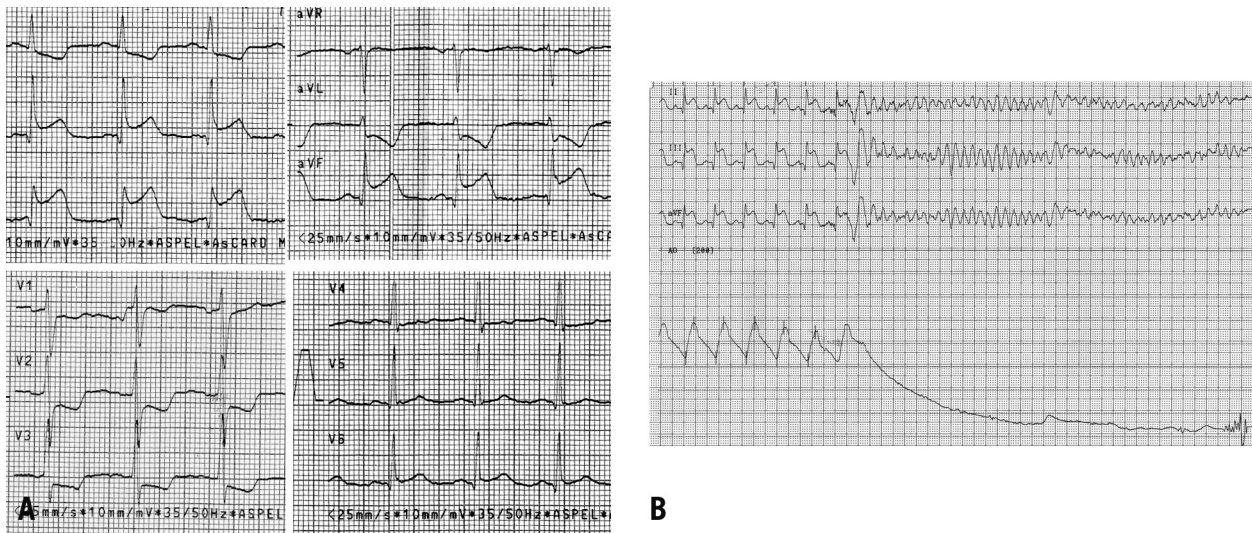 aVR
aVL
aVF
10mm/mV*35
0Hz*ASPEL*AsCARD M
<25mm/s*10mm/mV*35/50Hz*ASPEL*AsCA
V1
V2
V3
5mm/s*10mm/mV*35/50Hz*ASPEL
A
V4
V5
V6
<25mm/s*10mm/mV*35/50Hz*ASPEL*
II
III
aVF
AO (200)
B